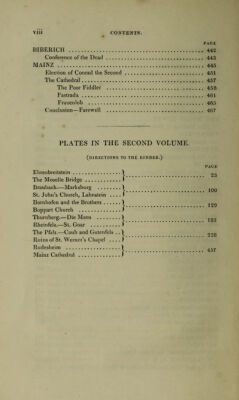 viii CONTENTS.
PAGE
BIBERICH ........ 442
Conference of the Dead ........ 443
MAINZ ........ 445
Election of Conrad the Second ........ 451
The Cathedral ........ 457
The Poor Fiddler ........ 459
Fastrada ........ 461
Frauenlob ........ 465
Conclusion—Farewell ........ 467
PLATES IN THE SECOND VOLUME.
(DIRECTIONS TO THE BINDER.)
PAGE
Ehrenbreitstein ........ } 25
The Moselle Bridge ........ }
Braubach—Marksburg ........ } 100
St. John's Church, Lahnstein .... }
Bornhofen and the Brothers ...... } 129
Boppart Church ........ }
Thurmberg—Die Maus ........ }
Rheinfels—St. Goar ........ }
The Pfalz—Caub and Gutenfels .. } 228
Ruins of St. Werner's Chapel .... }
Rudesheim ........ } 457
Mainz Cathedral ........ }